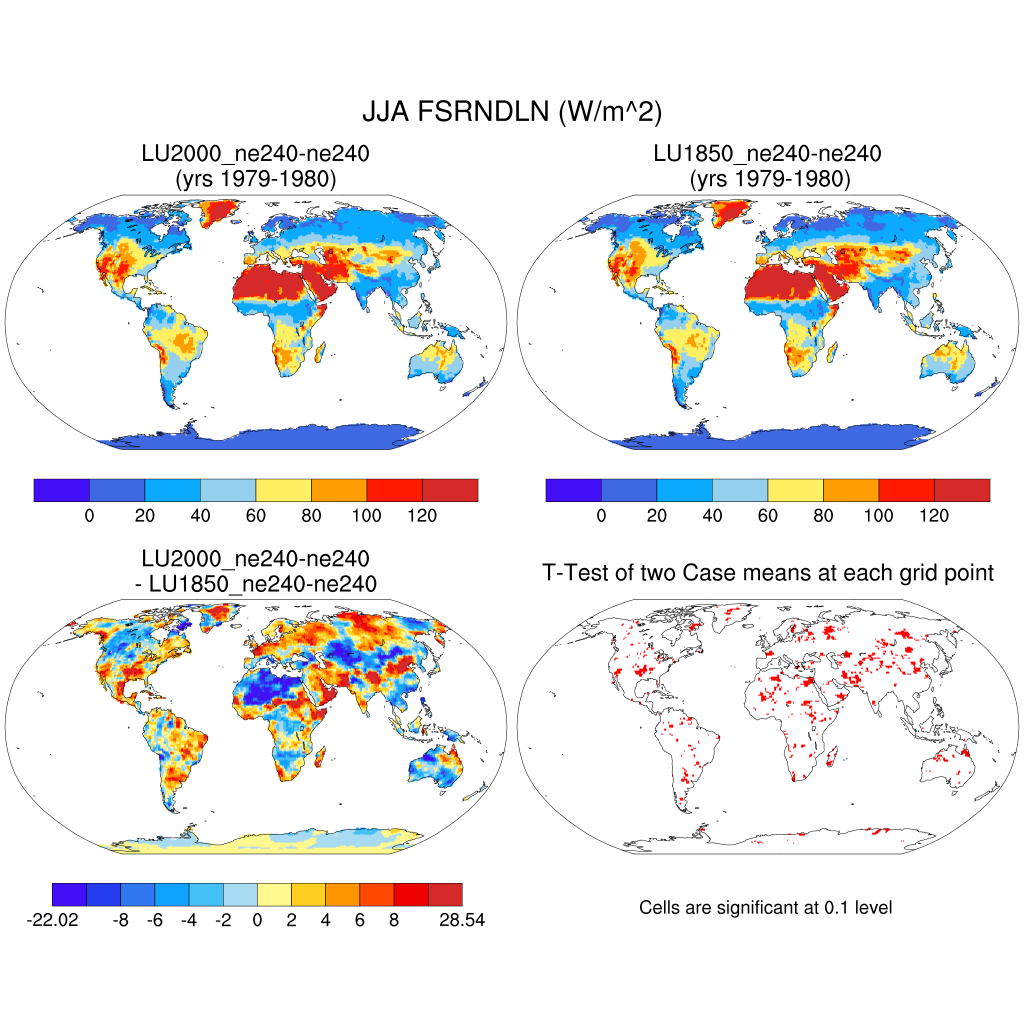 JJA FSRNDLN (W/m^2)
LU2000_ne240-ne240
(yrs 1979-1980)
LU1850_ne240-ne240
(yrs 1979-1980)
0 20 40 60 80 100 120
0 20 40 60 80 100 120
LU2000_ne240-ne240
- LU1850_ne240-ne240
T-Test of two Case means at each grid point
-22.02 -8 -6 -4 -2 0 2 4 6 8 28.54
Cells are significant at 0.1 level